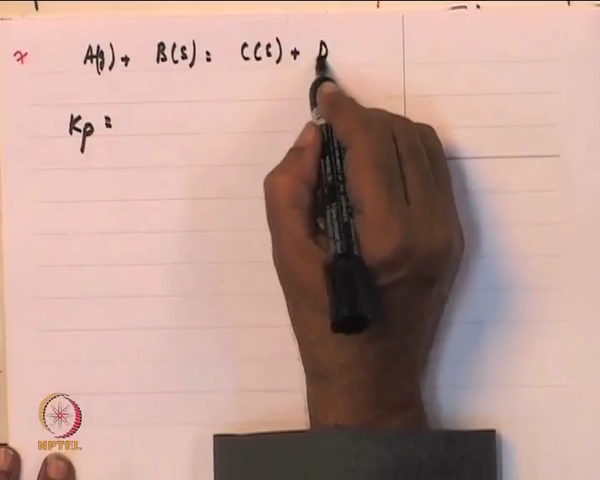 x A(g) + B(s) = C(s) + D
Kp =
NPTEL